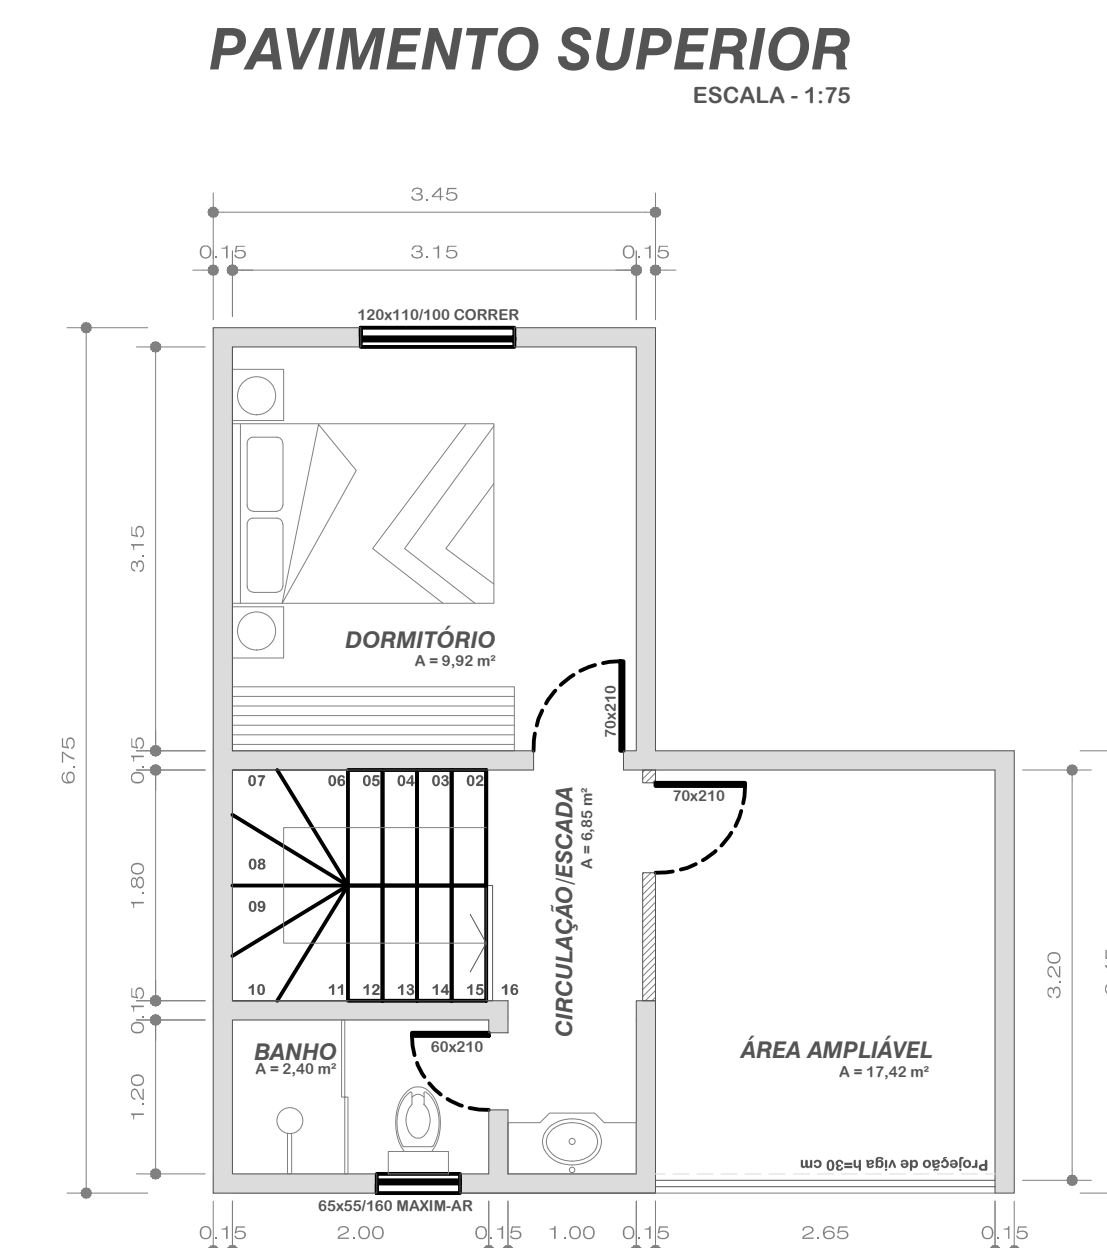 PAVIMENTO SUPERIOR
ESCALA - 1:75
3.45
0.15
3.15
0.15
120x110/100 CORRER
3.15
DORMITÓRIO
A = 9,92 m²
70x210
6.75
0.15
07
06
05
04
03
02
70x210
CIRCULAÇÃO/ESCADA
A = 6,85 m²
08
1.80
09
3.20
10
11
12
13
14
15
16
0.15
BANHO
A = 2,40 m²
60x210
ÁREA AMPLIÁVEL
A = 17,42 m²
1.20
Projeção de viga h=30 cm
65x55/160 MAXIM-AR
0.15
2.00
0.15
1.00
0.15
2.65
0.15